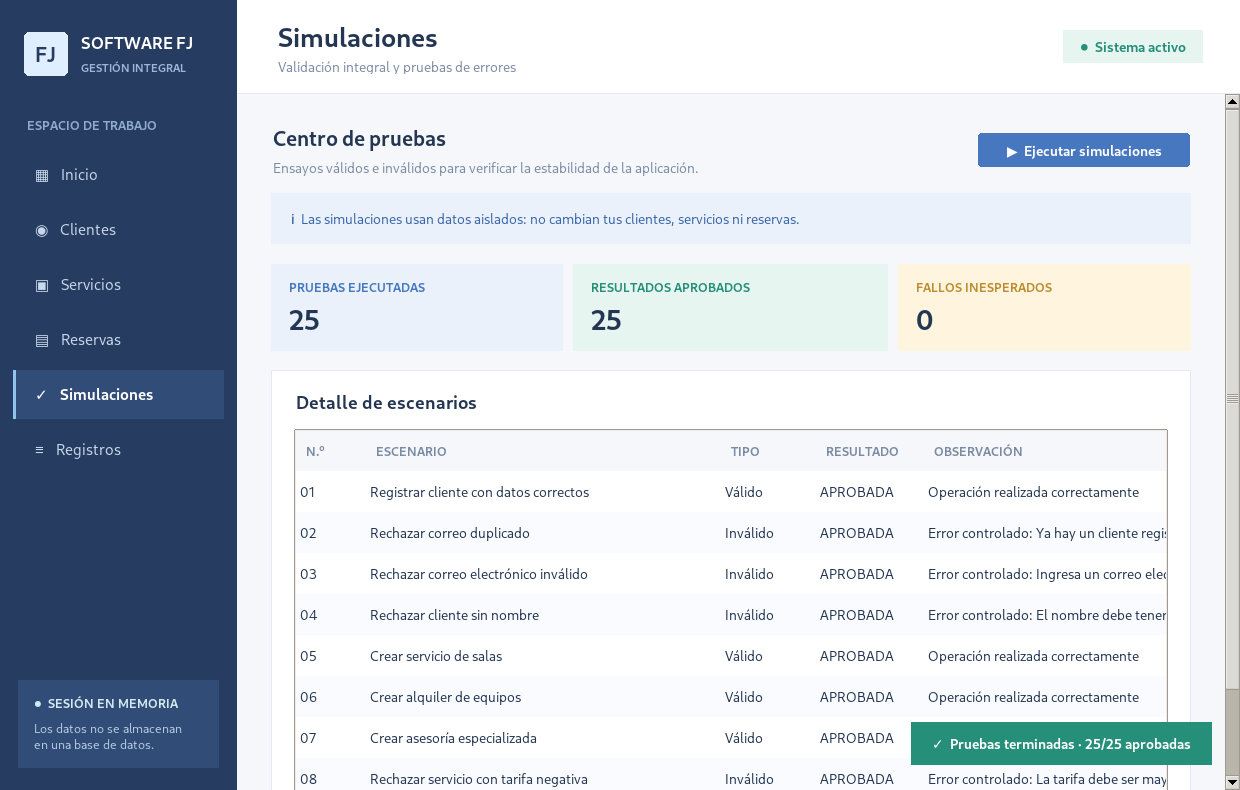 FJ
SOFTWARE FJ
GESTIÓN INTEGRAL
ESPACIO DE TRABAJO
Inicio
Clientes
Servicios
Reservas
✓ Simulaciones
Registros
● SESIÓN EN MEMORIA
Los datos no se almacenan
en una base de datos.
Simulaciones
Validación integral y pruebas de errores
● Sistema activo
Centro de pruebas
Ensayos válidos e inválidos para verificar la estabilidad de la aplicación.
▶ Ejecutar simulaciones
i Las simulaciones usan datos aislados: no cambian tus clientes, servicios ni reservas.
PRUEBAS EJECUTADAS
25
RESULTADOS APROBADOS
25
FALLOS INESPERADOS
0
Detalle de escenarios
N.º ESCENARIO TIPO RESULTADO OBSERVACIÓN
01 Registrar cliente con datos correctos Válido APROBADA Operación realizada correctamente
02 Rechazar correo duplicado Inválido APROBADA Error controlado: Ya hay un cliente regis
03 Rechazar correo electrónico inválido Inválido APROBADA Error controlado: Ingresa un correo elec
04 Rechazar cliente sin nombre Inválido APROBADA Error controlado: El nombre debe tener
05 Crear servicio de salas Válido APROBADA Operación realizada correctamente
06 Crear alquiler de equipos Válido APROBADA Operación realizada correctamente
07 Crear asesoría especializada Válido APROBADA
✓ Pruebas terminadas · 25/25 aprobadas
08 Rechazar servicio con tarifa negativa Inválido APROBADA Error controlado: La tarifa debe ser may